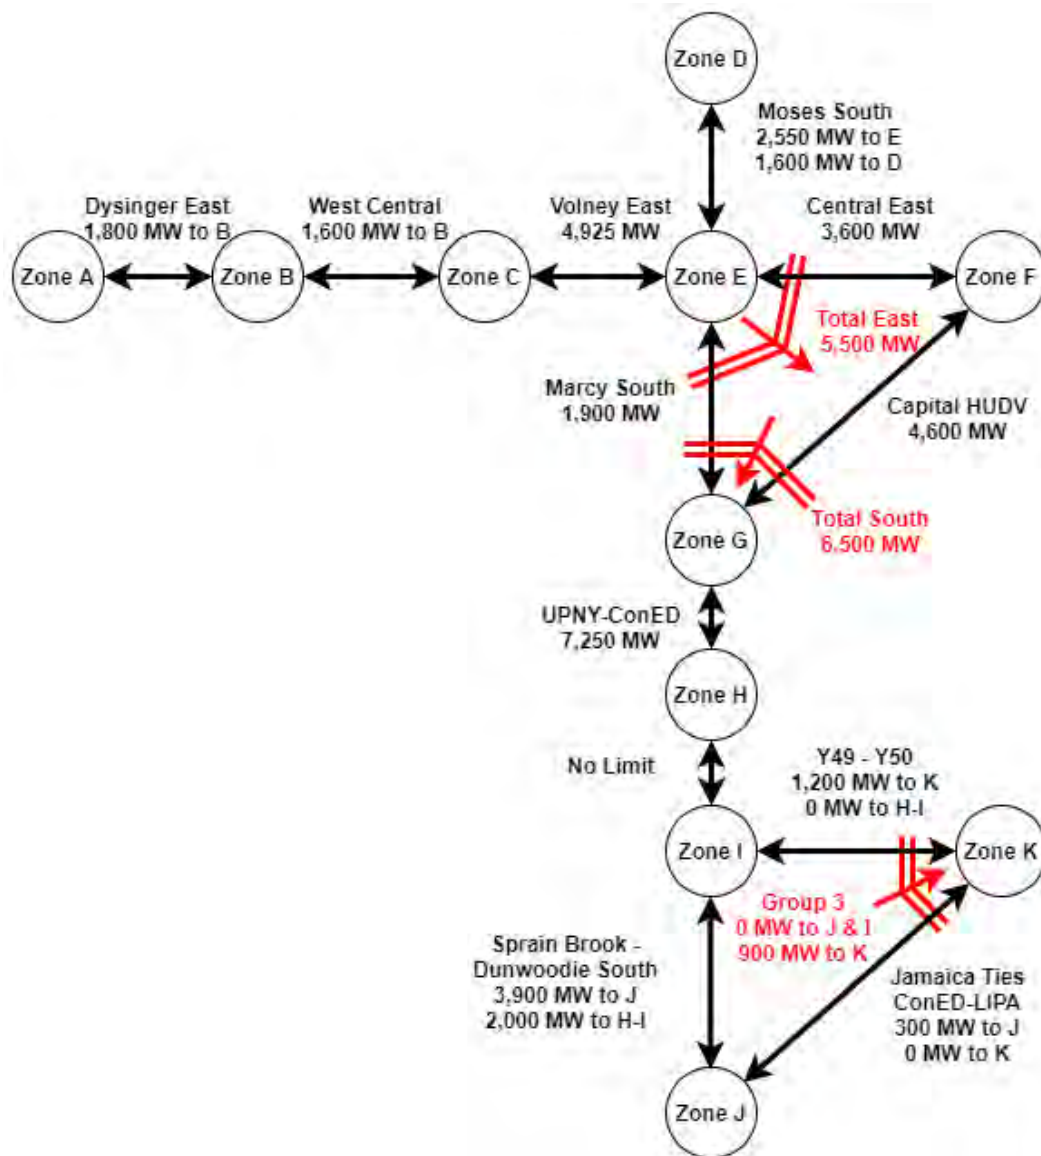 Zone D
Moses South
2,550 MW to E
1,600 MW to D
Dysinger East
1,800 MW to B
West Central
1,600 MW to B
Volney East
4,925 MW
Central East
3,600 MW
Zone A
Zone B
Zone C
Zone E
Zone F
Total East
5,500 MW
Marcy South
1,900 MW
Capital HUDV
4,600 MW
Total South
6,500 MW
Zone G
UPNY-ConED
7,250 MW
Zone H
No Limit
Y49 - Y50
1,200 MW to K
0 MW to H-I
Zone I
Zone K
Group 3
0 MW to J & I
900 MW to K
Sprain Brook -
Dunwoodie South
3,900 MW to J
2,000 MW to H-I
Jamaica Ties
ConED-LIPA
300 MW to J
0 MW to K
Zone J